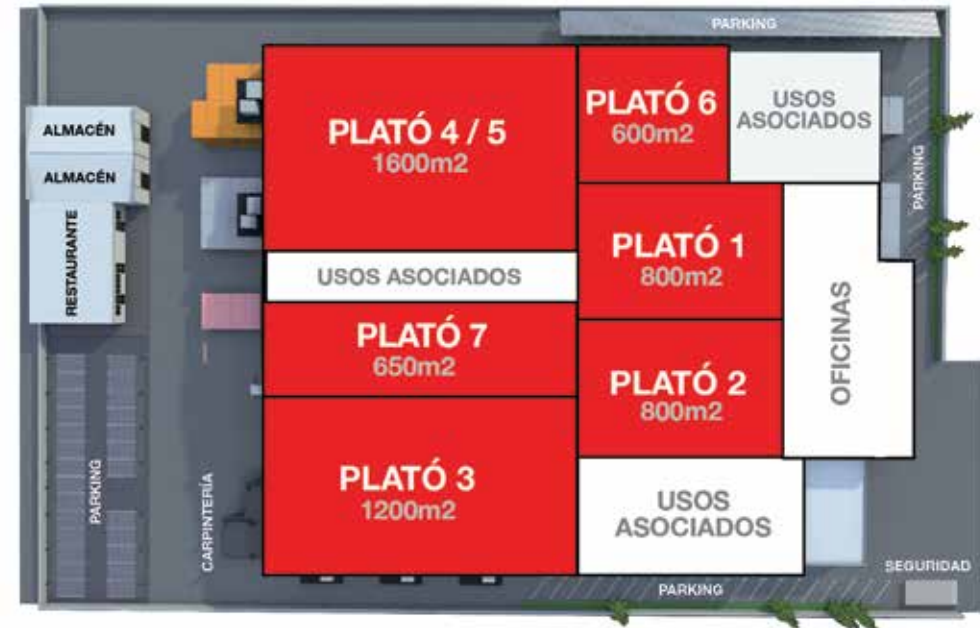 PARKING
PLATÓ 4 / 5
1600m2
PLATÓ 6
600m2
USOS
ASOCIADOS
ALMACÉN
ALMACÉN
RESTAURANTE
PARKING
PLATÓ 1
800m2
USOS ASOCIADOS
OFICINAS
PLATÓ 7
650m2
PLATÓ 2
800m2
PLATÓ 3
1200m2
USOS
ASOCIADOS
PARKING
CARPINTERÍA
SEGURIDAD
PARKING